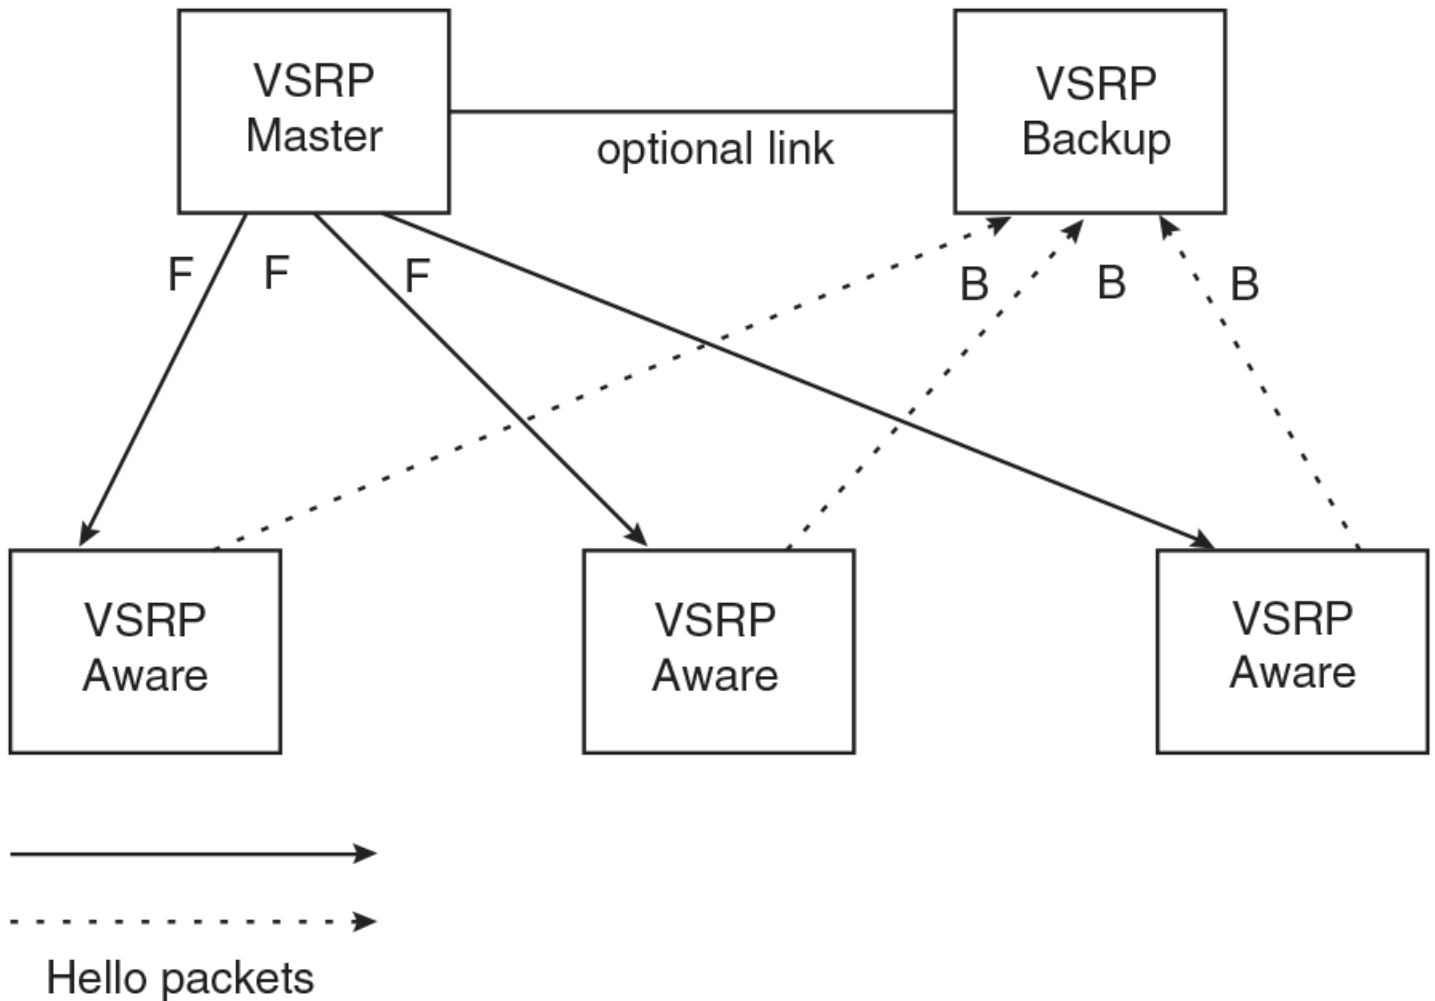 VSRP
Master
VSRP
Backup
optional link
F
F
F
B
B
B
VSRP
Aware
VSRP
Aware
VSRP
Aware
Hello packets